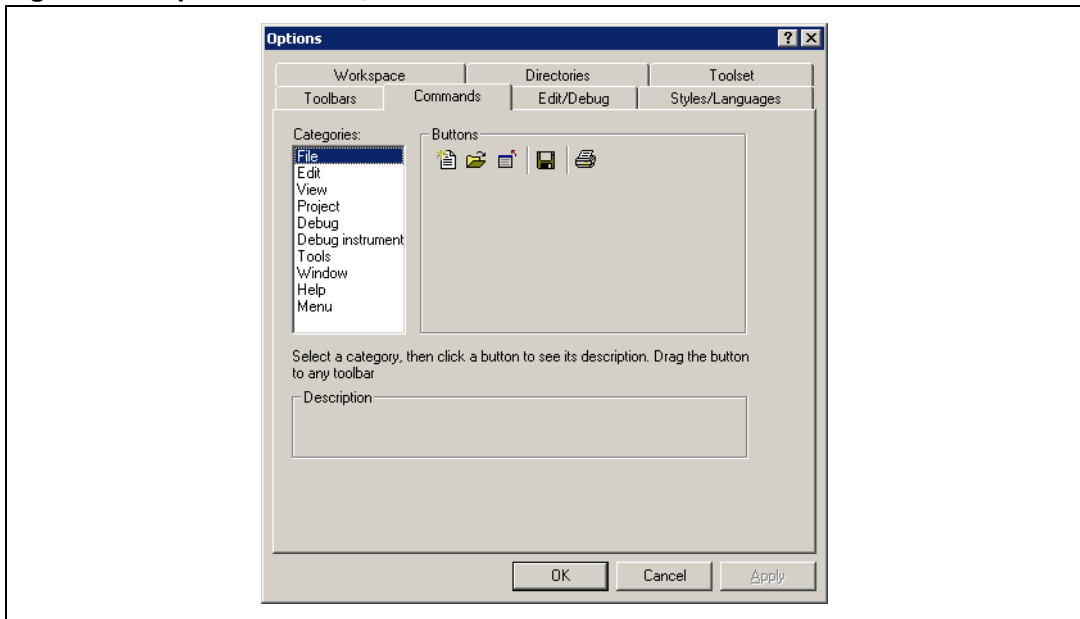 Options
Workspace Directories Toolset
Toolbars Commands Edit/Debug Styles/Languages
Categories: Buttons
File
Edit
View
Project
Debug
Debug instrument
Tools
Window
Help
Menu
Select a category, then click a button to see its description. Drag the button
to any toolbar
Description
OK Cancel Apply